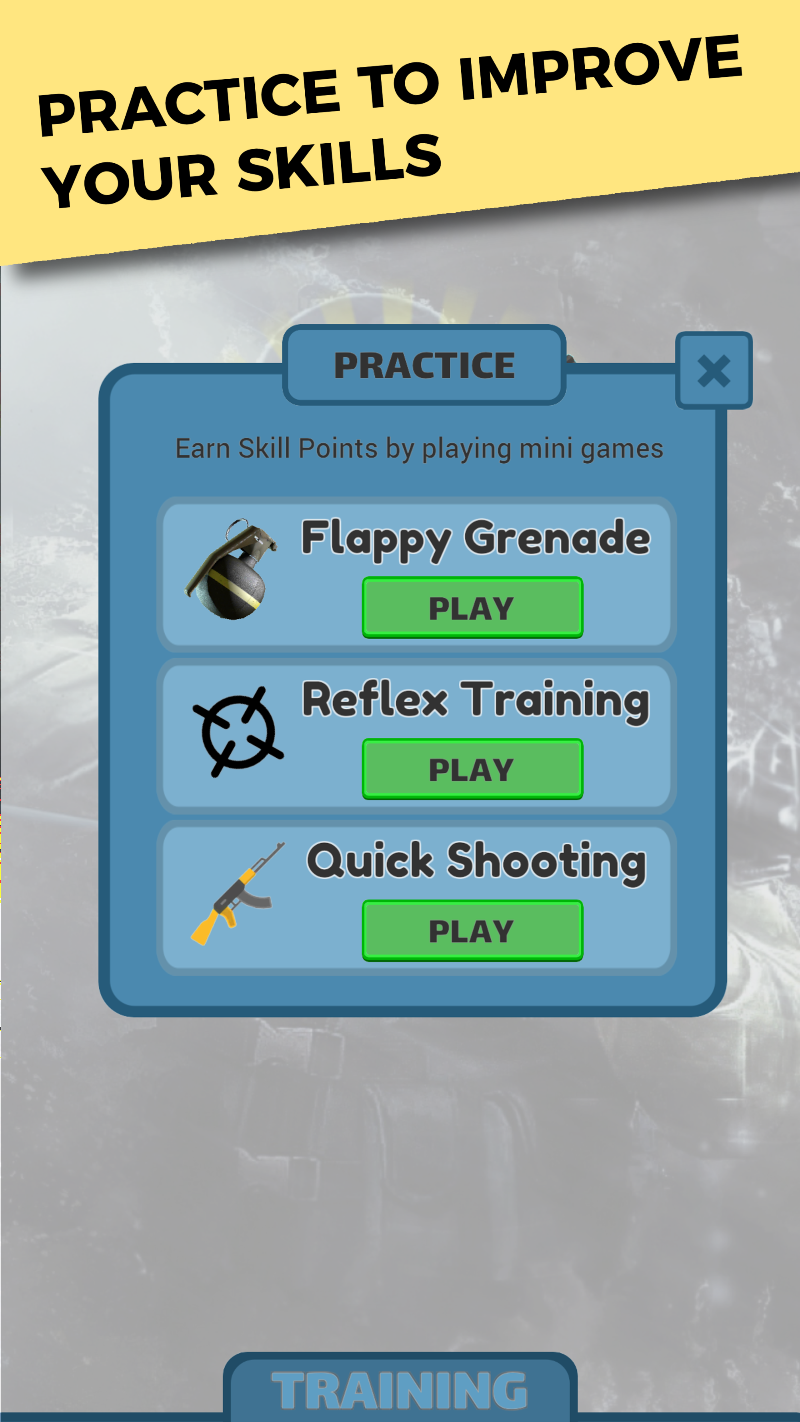 PRACTICE TO IMPROVE
YOUR SKILLS
PRACTICE
Earn Skill Points by playing mini games
Flappy Grenade
PLAY
Reflex Training
PLAY
Quick Shooting
PLAY
TRAINING